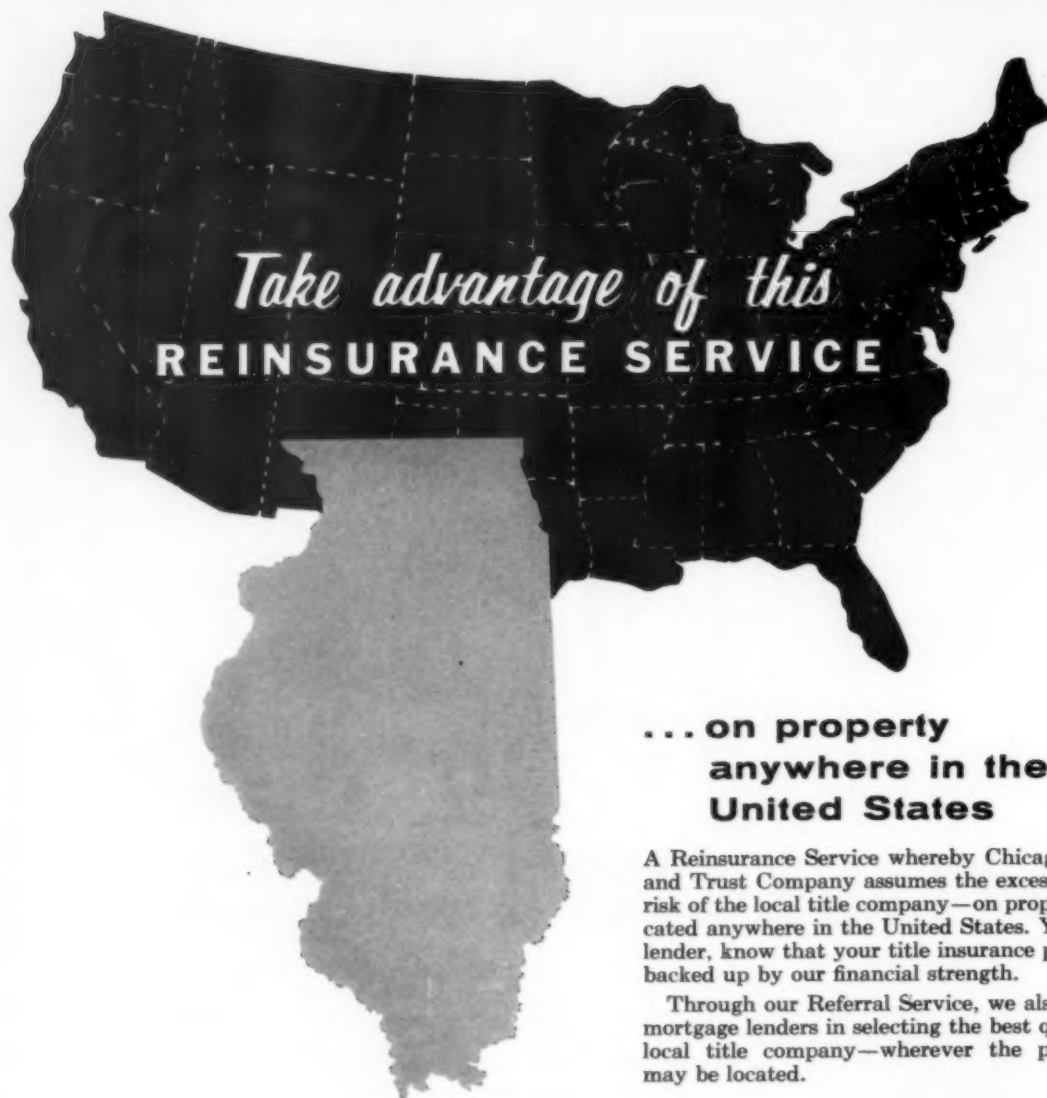 Take advantage of this
REINSURANCE SERVICE
... on property
anywhere in the
United States
A Reinsurance Service whereby Chicag
and Trust Company assumes the exces
risk of the local title company—on prop
cated anywhere in the United States. Y
lender, know that your title insurance p
backed up by our financial strength.
Through our Referral Service, we als
mortgage lenders in selecting the best q
local title company—wherever the p
may be located.